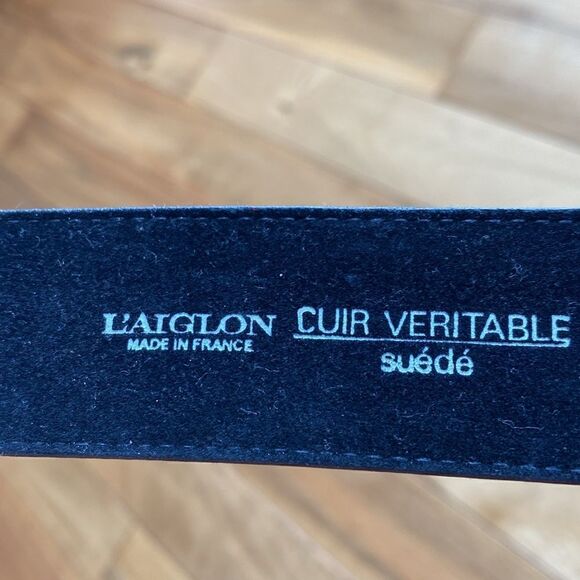 L'AIGLON
MADE IN FRANCE
CUIR VERITABLE
suédé